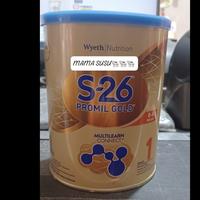 Wyeth | Nutrition
MAMA SUSU
S-26
PROMIL GOLD
MULTILEARN
CONNECT
1